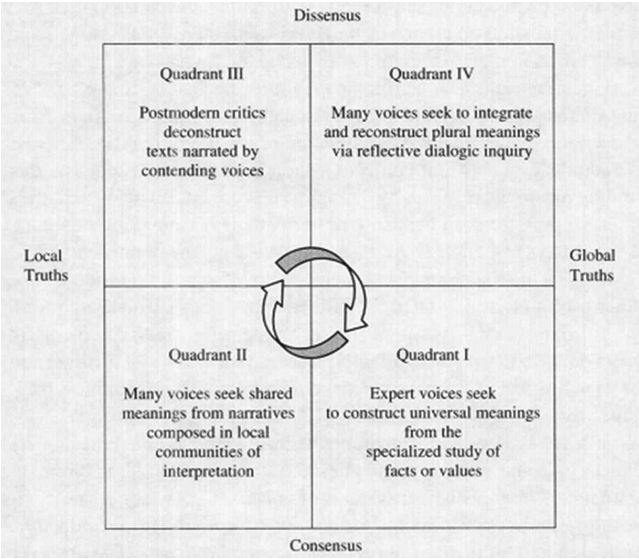 Dissensus
Quadrant III
Postmodern critics
deconstruct
texts narrated by
contending voices
Quadrant IV
Many voices seek to integrate
and reconstruct plural meanings
via reflective dialogic inquiry
Local
Truths
Global
Truths
Quadrant II
Many voices seek shared
meanings from narratives
composed in local
communities of
interpretation
Quadrant I
Expert voices seek
to construct universal meanings
from the
specialized study of
facts or values
Consensus